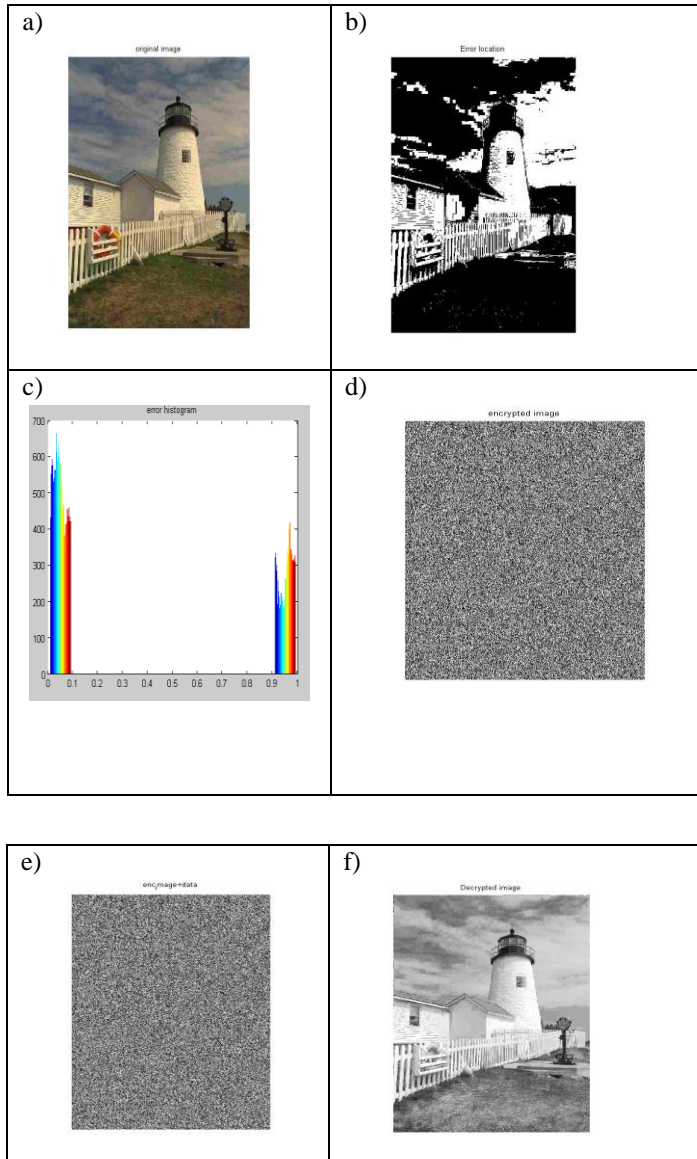 a)
original image
b)
Error location
c)
error histogram
700
600
500
400
300
200
100
0
0 0.1 0.2 0.3 0.4 0.5 0.6 0.7 0.8 0.9 1
d)
encrypted image
e)
enc_image+data
f)
Decrypted image